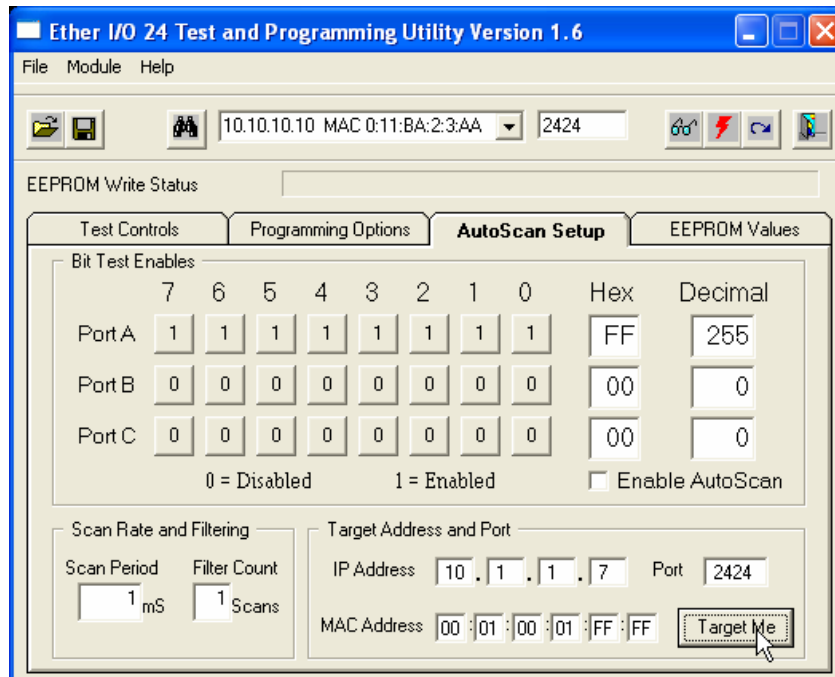 Ether I/O 24 Test and Programming Utility Version 1.6
File Module Help
10.10.10.10 MAC 0:11:BA:2:3:AA 2424
EEPROM Write Status
Test Controls Programming Options AutoScan Setup EEPROM Values
Bit Test Enables
7 6 5 4 3 2 1 0 Hex Decimal
Port A 1 1 1 1 1 1 1 1 FF 255
Port B 0 0 0 0 0 0 0 0 00 0
Port C 0 0 0 0 0 0 0 0 00 0
0 = Disabled 1 = Enabled Enable AutoScan
Scan Rate and Filtering
Scan Period Filter Count
1 mS 1 Scans
Target Address and Port
IP Address 10 . 1 . 1 . 7 Port 2424
MAC Address 00 : 01 : 00 : 01 : FF : FF Target Me